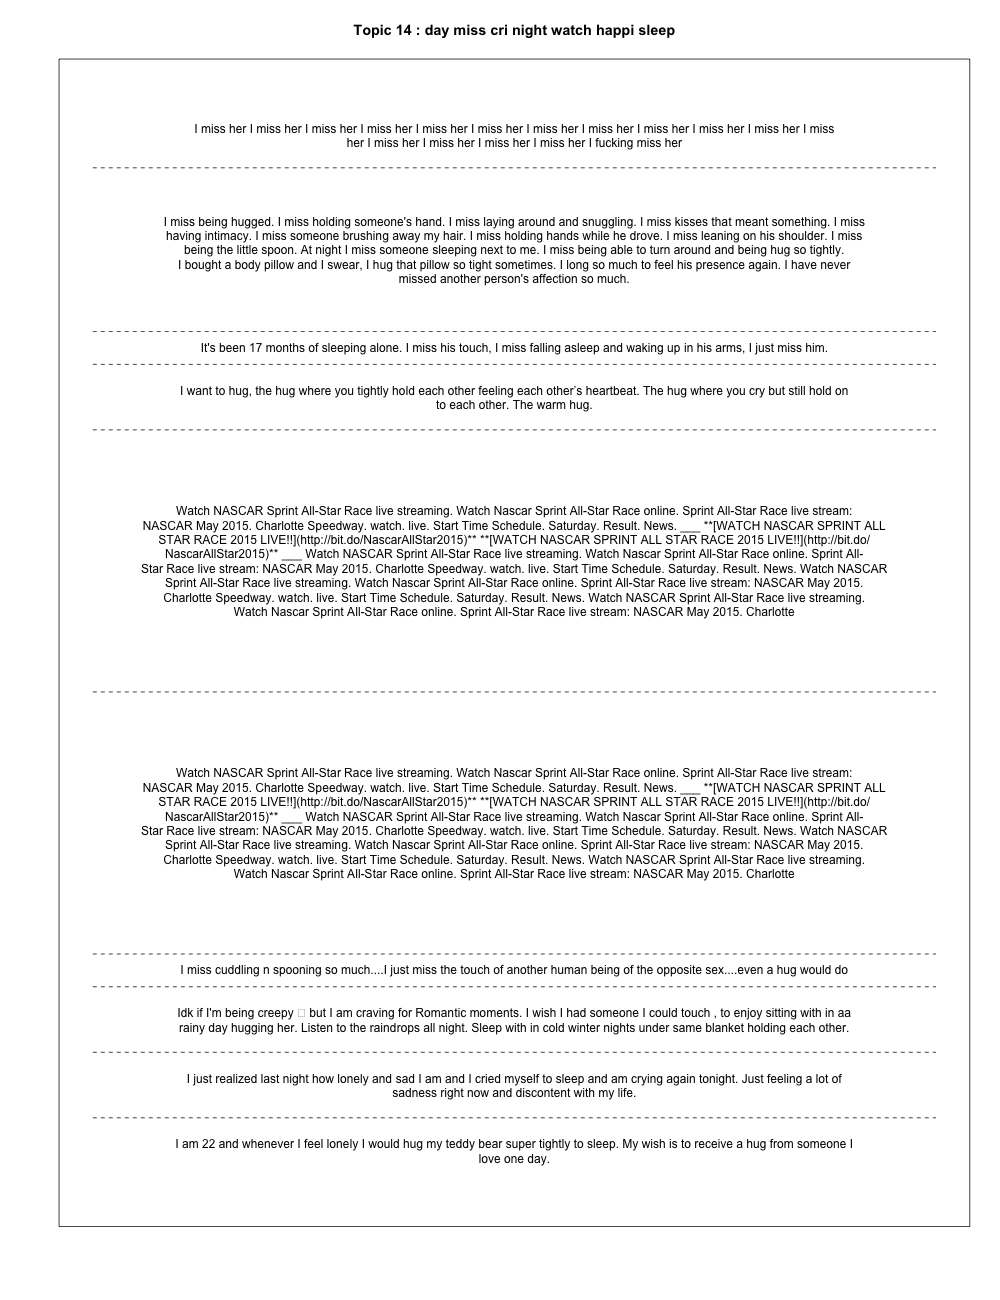 Topic 14 : day miss cri night watch happi sleep
I miss her I miss her I miss her I miss her I miss her I miss her I miss her I miss her I miss her I miss her I miss her I miss
her I miss her I miss her I miss her I miss her I fucking miss her
I miss being hugged. I miss holding someone's hand. I miss laying around and snuggling. I miss kisses that meant something. I miss
having intimacy. I miss someone brushing away my hair. I miss holding hands while he drove. I miss leaning on his shoulder. I miss
being the little spoon. At night I miss someone sleeping next to me. I miss being able to turn around and being hug so tightly.
I bought a body pillow and I swear, I hug that pillow so tight sometimes. I long so much to feel his presence again. I have never
missed another person's affection so much.
It's been 17 months of sleeping alone. I miss his touch, I miss falling asleep and waking up in his arms, I just miss him.
I want to hug, the hug where you tightly hold each other feeling each other's heartbeat. The hug where you cry but still hold on
to each other. The warm hug.
Watch NASCAR Sprint All-Star Race live streaming. Watch Nascar Sprint All-Star Race online. Sprint All-Star Race live stream:
NASCAR May 2015. Charlotte Speedway. watch. live. Start Time Schedule. Saturday. Result. News. ___ **[WATCH NASCAR SPRINT ALL
STAR RACE 2015 LIVE!!](http://bit.do/NascarAllStar2015)** **[WATCH NASCAR SPRINT ALL STAR RACE 2015 LIVE!!](http://bit.do/
NascarAllStar2015)** ___ Watch NASCAR Sprint All-Star Race live streaming. Watch Nascar Sprint All-Star Race online. Sprint All-
Star Race live stream: NASCAR May 2015. Charlotte Speedway. watch. live. Start Time Schedule. Saturday. Result. News. Watch NASCAR
Sprint All-Star Race live streaming. Watch Nascar Sprint All-Star Race online. Sprint All-Star Race live stream: NASCAR May 2015.
Charlotte Speedway. watch. live. Start Time Schedule. Saturday. Result. News. Watch NASCAR Sprint All-Star Race live streaming.
Watch Nascar Sprint All-Star Race online. Sprint All-Star Race live stream: NASCAR May 2015. Charlotte
Watch NASCAR Sprint All-Star Race live streaming. Watch Nascar Sprint All-Star Race online. Sprint All-Star Race live stream:
NASCAR May 2015. Charlotte Speedway. watch. live. Start Time Schedule. Saturday. Result. News. ___ **[WATCH NASCAR SPRINT ALL
STAR RACE 2015 LIVE!!](http://bit.do/NascarAllStar2015)** **[WATCH NASCAR SPRINT ALL STAR RACE 2015 LIVE!!](http://bit.do/
NascarAllStar2015)** ___ Watch NASCAR Sprint All-Star Race live streaming. Watch Nascar Sprint All-Star Race online. Sprint All-
Star Race live stream: NASCAR May 2015. Charlotte Speedway. watch. live. Start Time Schedule. Saturday. Result. News. Watch NASCAR
Sprint All-Star Race live streaming. Watch Nascar Sprint All-Star Race online. Sprint All-Star Race live stream: NASCAR May 2015.
Charlotte Speedway. watch. live. Start Time Schedule. Saturday. Result. News. Watch NASCAR Sprint All-Star Race live streaming.
Watch Nascar Sprint All-Star Race online. Sprint All-Star Race live stream: NASCAR May 2015. Charlotte
I miss cuddling n spooning so much....I just miss the touch of another human being of the opposite sex....even a hug would do
Idk if I'm being creepy □ but I am craving for Romantic moments. I wish I had someone I could touch , to enjoy sitting with in aa
rainy day hugging her. Listen to the raindrops all night. Sleep with in cold winter nights under same blanket holding each other.
I just realized last night how lonely and sad I am and I cried myself to sleep and am crying again tonight. Just feeling a lot of
sadness right now and discontent with my life.
I am 22 and whenever I feel lonely I would hug my teddy bear super tightly to sleep. My wish is to receive a hug from someone I
love one day.